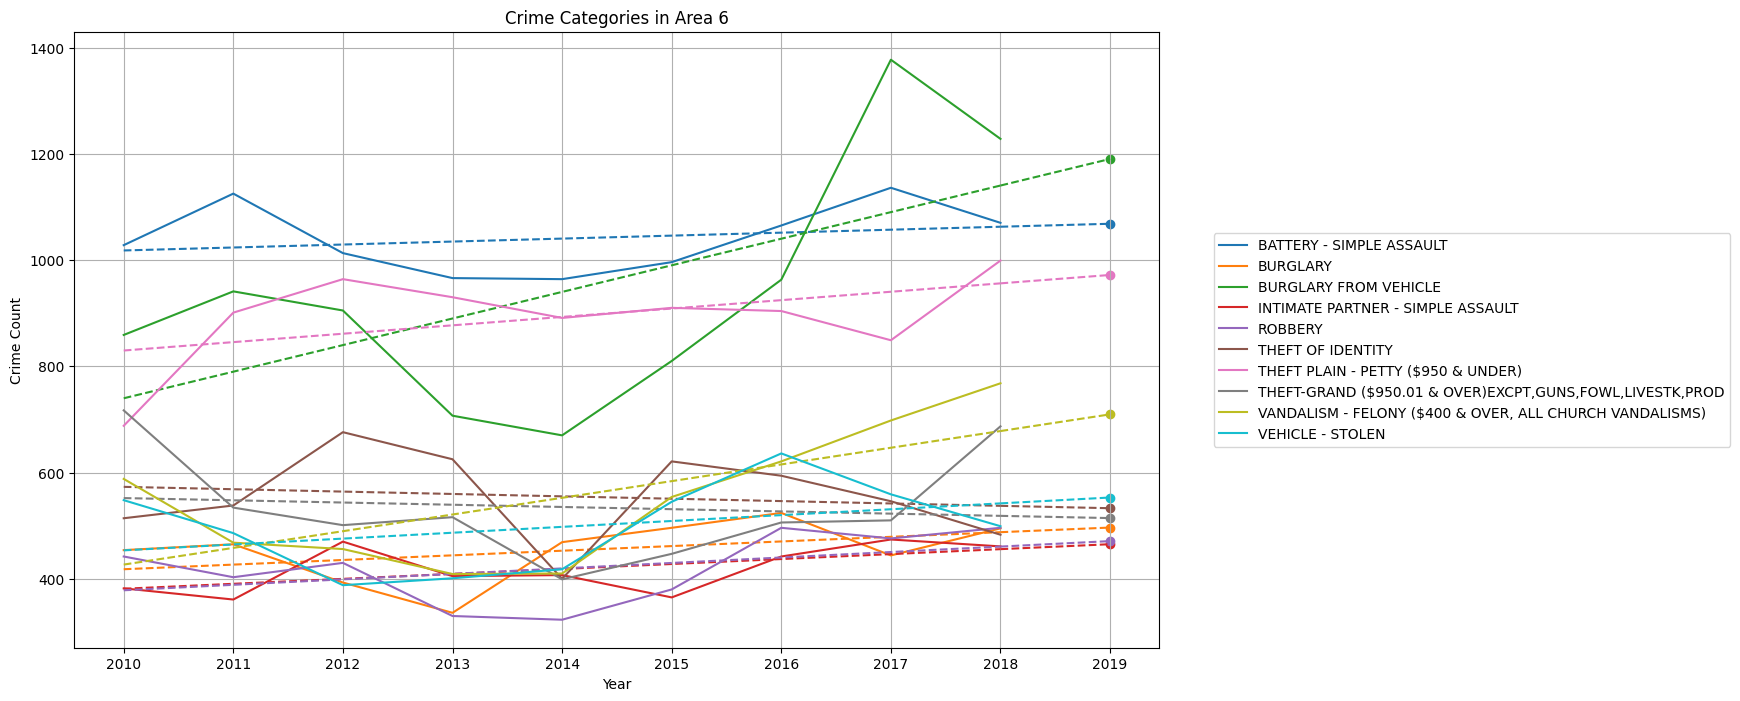 Crime Categories in Area 6
1400
1200
1000
800
600
400
Crime Count
2010 2011 2012 2013 2014 2015 2016 2017 2018 2019
Year
BATTERY - SIMPLE ASSAULT
BURGLARY
BURGLARY FROM VEHICLE
INTIMATE PARTNER - SIMPLE ASSAULT
ROBBERY
THEFT OF IDENTITY
THEFT PLAIN - PETTY ($950 & UNDER)
THEFT-GRAND ($950.01 & OVER)EXCPT,GUNS,FOWL,LIVESTK,PROD
VANDALISM - FELONY ($400 & OVER, ALL CHURCH VANDALISMS)
VEHICLE - STOLEN